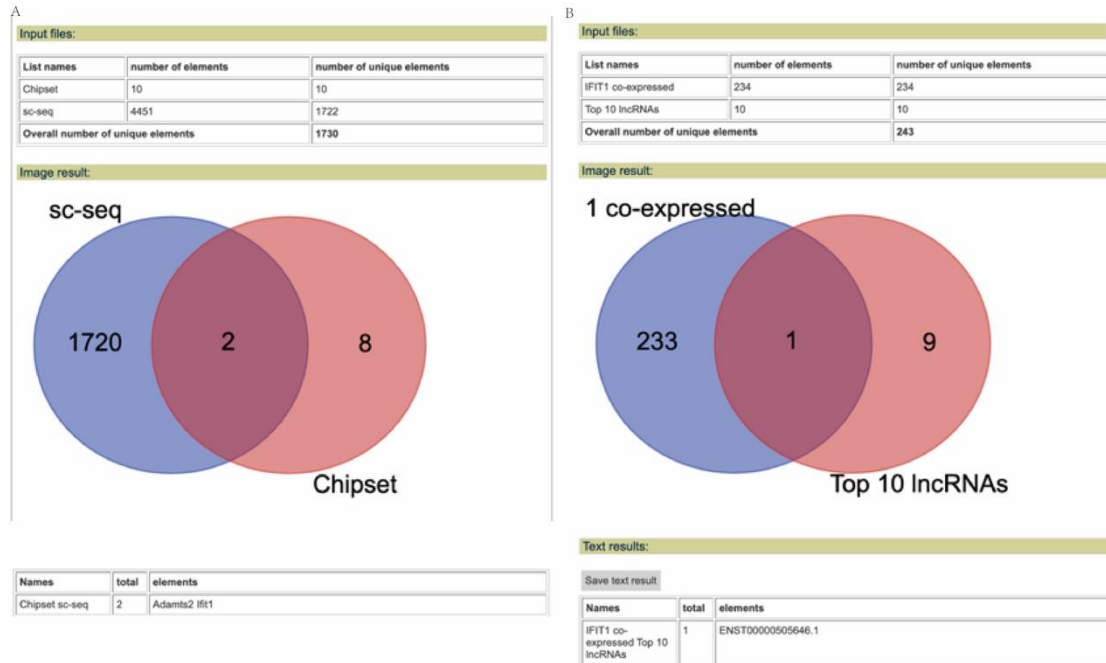 A
Input files:
List names number of elements number of unique elements
Chipset 10 10
sc-seq 4451 1722
Overall number of unique elements 1730
Image result:
sc-seq
1720 2 8
Chipset
Names total elements
Chipset sc-seq 2 Adamts2 Ifit1
B
Input files:
List names number of elements number of unique elements
IFIT1 co-expressed 234 234
Top 10 lncRNAs 10 10
Overall number of unique elements 243
Image result:
1 co-expressed
233 1 9
Top 10 lncRNAs
Text results:
Save text result
Names total elements
IFIT1 co- 1 ENST00000505646.1
expressed Top 10
lncRNAs